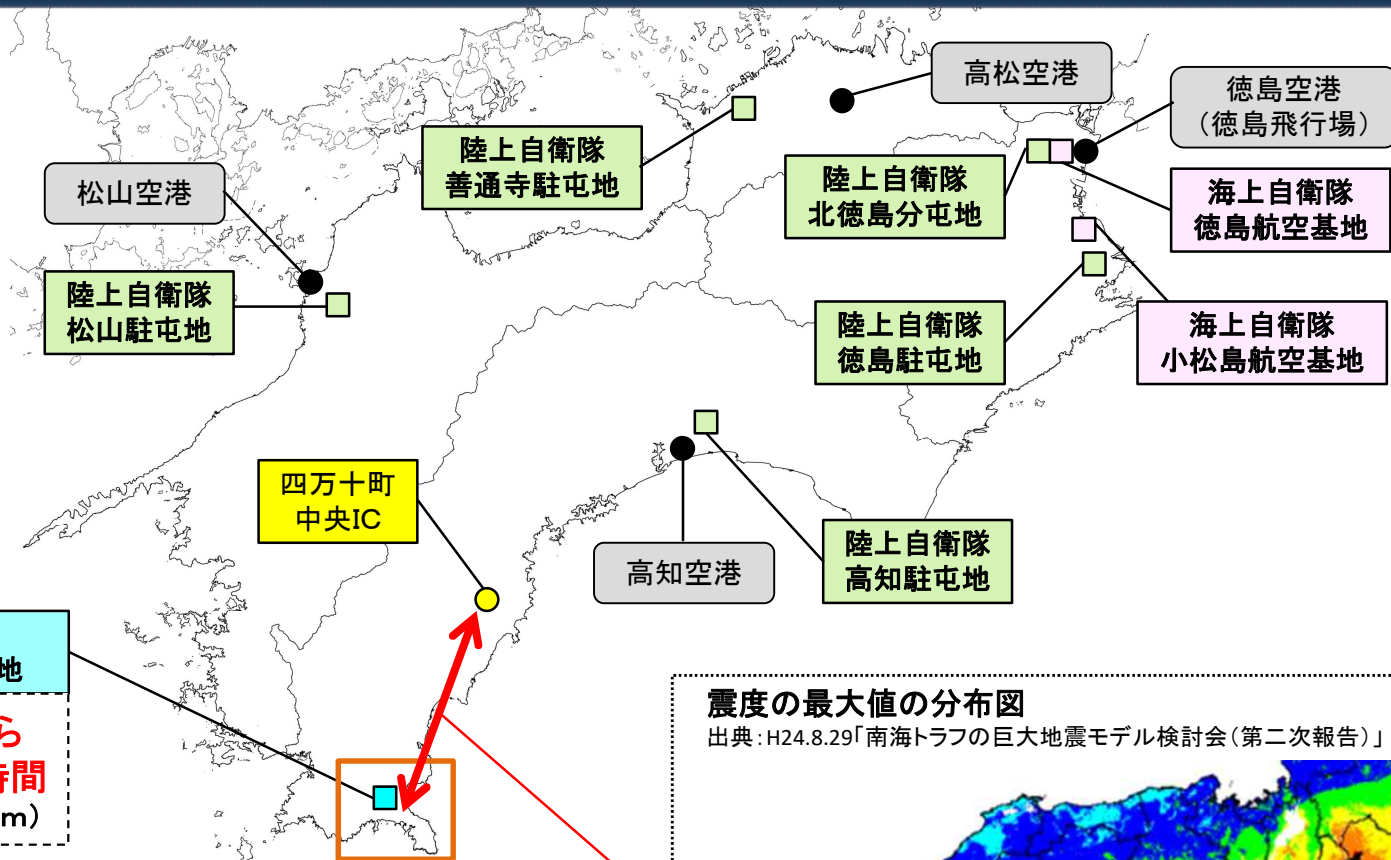 高松空港
徳島空港
（徳島飛行場）
陸上自衛隊
善通寺駐屯地
陸上自衛隊
北徳島分屯地
海上自衛隊
徳島航空基地
松山空港
陸上自衛隊
松山駐屯地
陸上自衛隊
徳島駐屯地
海上自衛隊
小松島航空基地
四万十町
中央IC
高知空港
陸上自衛隊
高知駐屯地
地
ら
時間
m）
震度の最大値の分布図
出典：H24.8.29「南海トラフの巨大地震モデル検討会（第二次報告）」